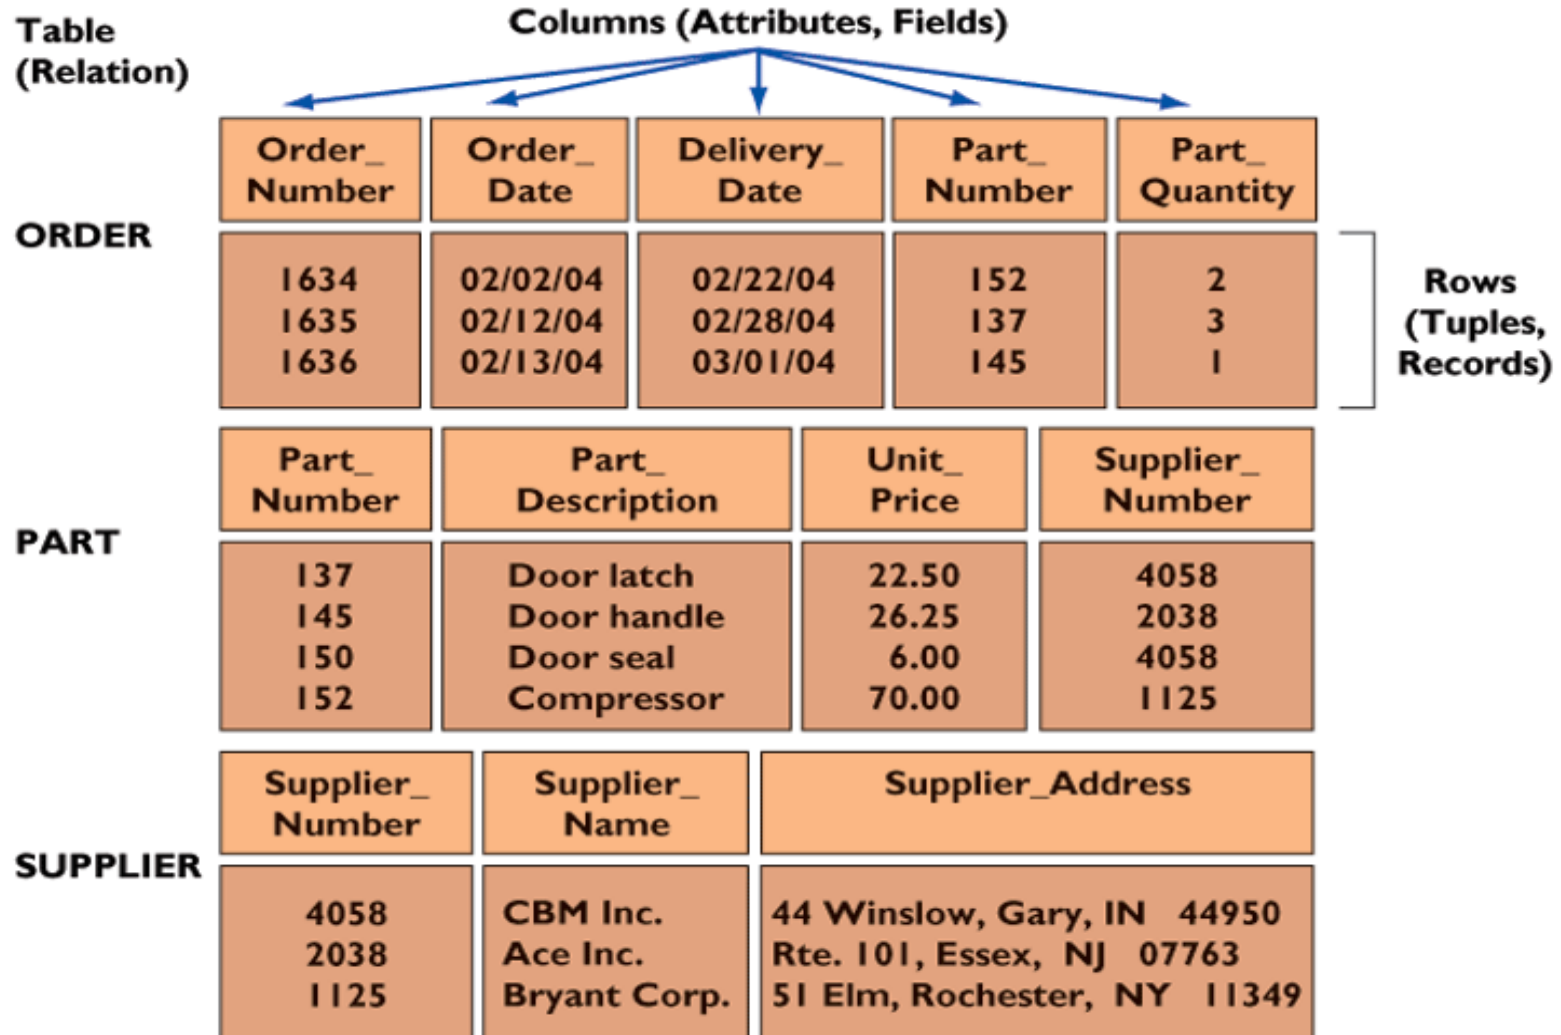 Table
(Relation)
Columns (Attributes, Fields)
Order_
Number
Order_
Date
Delivery_
Date
Part_
Number
Part_
Quantity
ORDER
1634 02/02/04 02/22/04 152 2
1635 02/12/04 02/28/04 137 3
1636 02/13/04 03/01/04 145 1
Rows
(Tuples,
Records)
Part_
Number
Part_
Description
Unit_
Price
Supplier_
Number
PART
137 Door latch 22.50 4058
145 Door handle 26.25 2038
150 Door seal 6.00 4058
152 Compressor 70.00 1125
Supplier_
Number
Supplier_
Name
Supplier_Address
SUPPLIER
4058 CBM Inc. 44 Winslow, Gary, IN 44950
2038 Ace Inc. Rte. 101, Essex, NJ 07763
1125 Bryant Corp. 51 Elm, Rochester, NY 11349